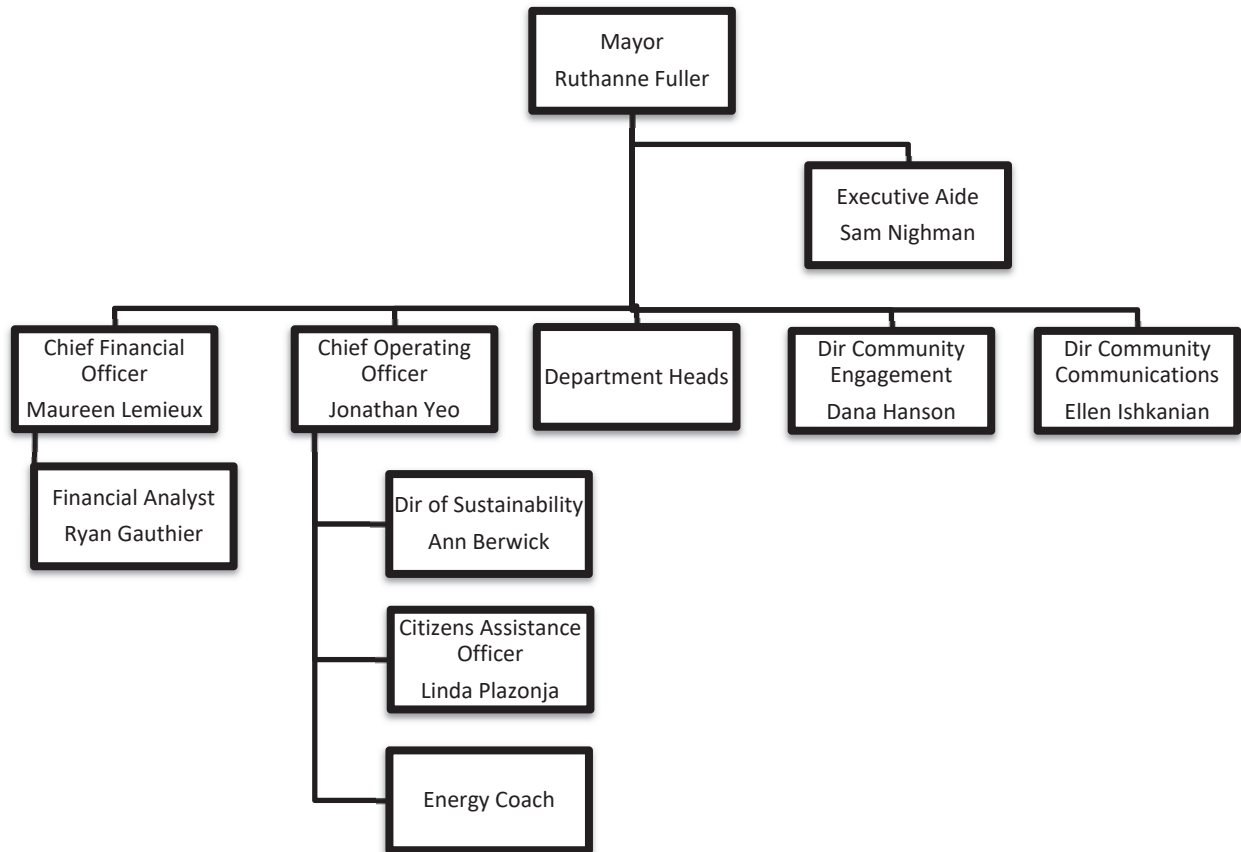 Mayor
Ruthanne Fuller
Executive Aide
Sam Nighman
Chief Financial
Officer
Maureen Lemieux
Chief Operating
Officer
Jonathan Yeo
Department Heads
Dir Community
Engagement
Dana Hanson
Dir Community
Communications
Ellen Ishkanian
Financial Analyst
Ryan Gauthier
Dir of Sustainability
Ann Berwick
Citizens Assistance
Officer
Linda Plazonja
Energy Coach